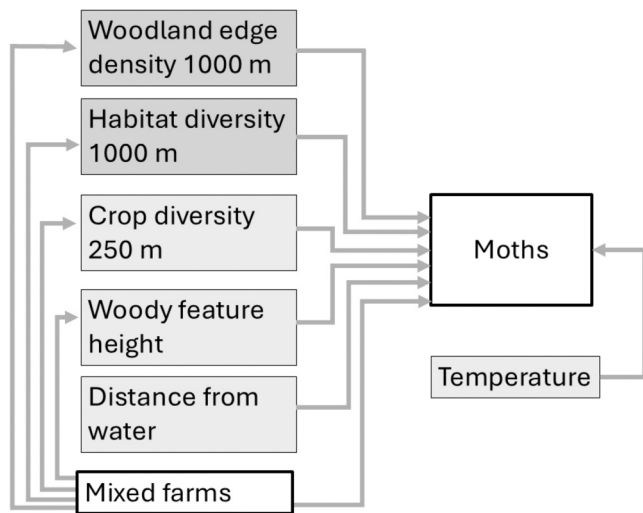 Woodland edge
density 1000 m
Habitat diversity
1000 m
Crop diversity
250 m
Moths
Woody feature
height
Temperature
Distance from
water
Mixed farms